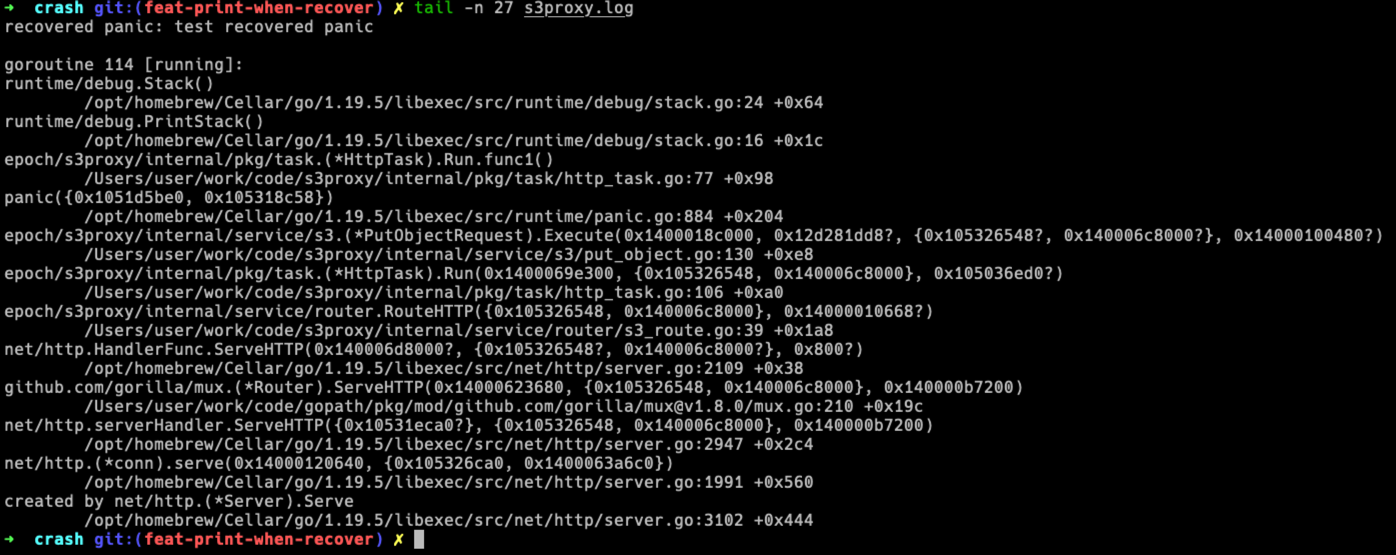 ➜  crash git:(feat-print-when-recover) ✗ tail -n 27 s3proxy.log
recovered panic: test recovered panic

goroutine 114 [running]:
runtime/debug.Stack()
        /opt/homebrew/Cellar/go/1.19.5/libexec/src/runtime/debug/stack.go:24 +0x64
runtime/debug.PrintStack()
        /opt/homebrew/Cellar/go/1.19.5/libexec/src/runtime/debug/stack.go:16 +0x1c
epoch/s3proxy/internal/pkg/task.(*HttpTask).Run.func1()
        /Users/user/work/code/s3proxy/internal/pkg/task/http_task.go:77 +0x98
panic({0x1051d5be0, 0x105318c58})
        /opt/homebrew/Cellar/go/1.19.5/libexec/src/runtime/panic.go:884 +0x204
epoch/s3proxy/internal/service/s3.(*PutObjectRequest).Execute(0x1400018c000, 0x12d281dd8?, {0x105326548?, 0x140006c8000?}, 0x14000100480?)
        /Users/user/work/code/s3proxy/internal/service/s3/put_object.go:130 +0xe8
epoch/s3proxy/internal/pkg/task.(*HttpTask).Run(0x1400069e300, {0x105326548, 0x140006c8000}, 0x105036ed0?)
        /Users/user/work/code/s3proxy/internal/pkg/task/http_task.go:106 +0xa0
epoch/s3proxy/internal/service/router.RouteHTTP({0x105326548, 0x140006c8000}, 0x14000010668?)
        /Users/user/work/code/s3proxy/internal/service/router/s3_route.go:39 +0x1a8
net/http.HandlerFunc.ServeHTTP(0x140006d8000?, {0x105326548?, 0x140006c8000?}, 0x800?)
        /opt/homebrew/Cellar/go/1.19.5/libexec/src/net/http/server.go:2109 +0x38
github.com/gorilla/mux.(*Router).ServeHTTP(0x14000623680, {0x105326548, 0x140006c8000}, 0x140000b7200)
        /Users/user/work/code/gopath/pkg/mod/github.com/gorilla/mux@v1.8.0/mux.go:210 +0x19c
net/http.serverHandler.ServeHTTP({0x10531eca0?}, {0x105326548, 0x140006c8000}, 0x140000b7200)
        /opt/homebrew/Cellar/go/1.19.5/libexec/src/net/http/server.go:2947 +0x2c4
net/http.(*conn).serve(0x14000120640, {0x105326ca0, 0x1400063a6c0})
        /opt/homebrew/Cellar/go/1.19.5/libexec/src/net/http/server.go:1991 +0x560
created by net/http.(*Server).Serve
        /opt/homebrew/Cellar/go/1.19.5/libexec/src/net/http/server.go:3102 +0x444
➜  crash git:(feat-print-when-recover) ✗